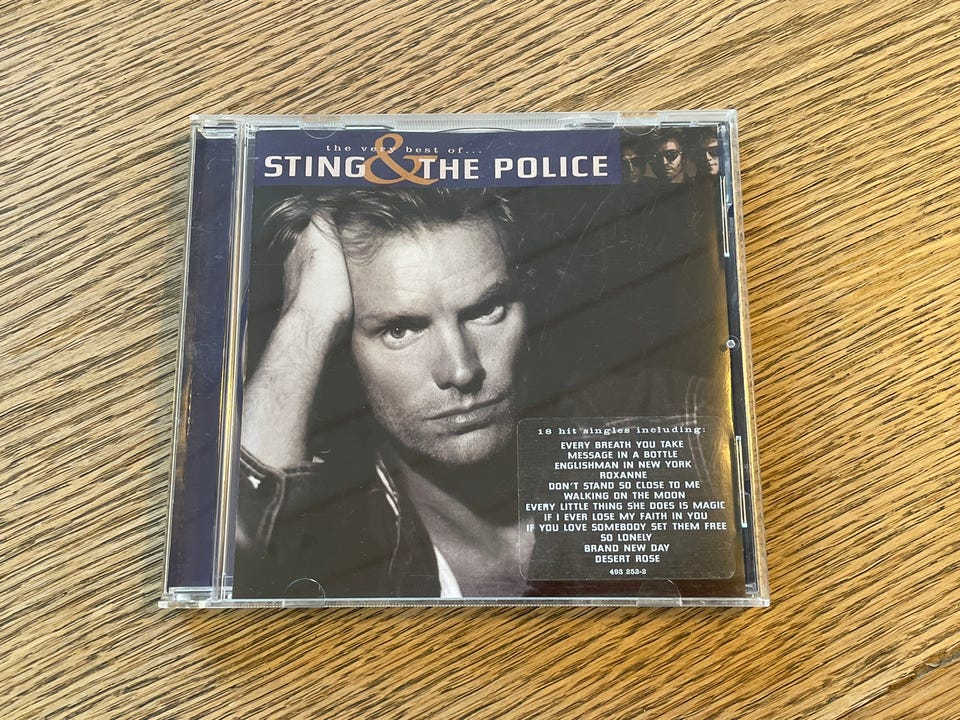 the very best of...
STING & THE POLICE
18 hit singles including:
EVERY BREATH YOU TAKE
MESSAGE IN A BOTTLE
ENGLISHMAN IN NEW YORK
ROXANNE
DON'T STAND SO CLOSE TO ME
WALKING ON THE MOON
EVERY LITTLE THING SHE DOES IS MAGIC
IF I EVER LOSE MY FAITH IN YOU
IF YOU LOVE SOMEBODY SET THEM FREE
SO LONELY
BRAND NEW DAY
DESERT ROSE
493 252-2